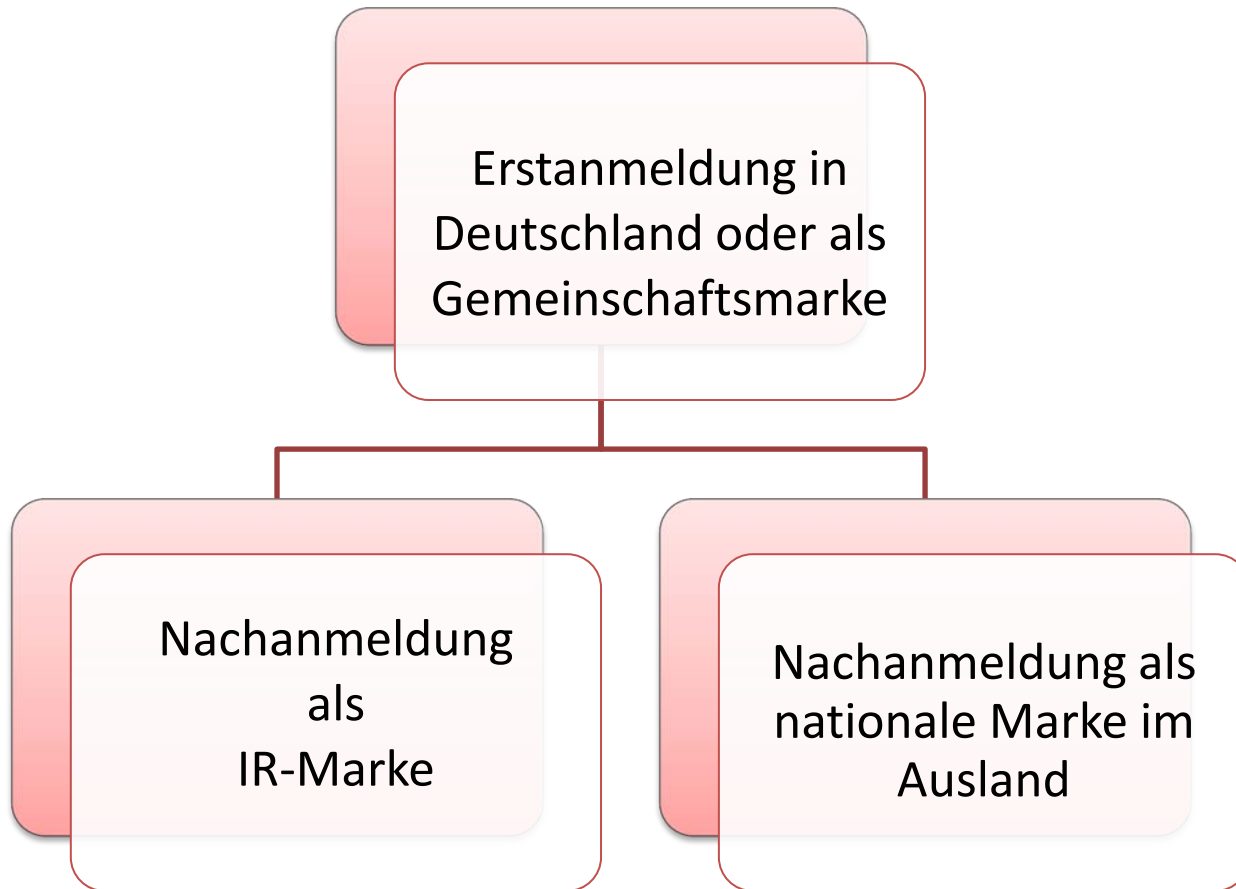 Erstanmeldung in
Deutschland oder als
Gemeinschaftsmarke
Nachanmeldung
als
IR-Marke
Nachanmeldung als
nationale Marke im
Ausland